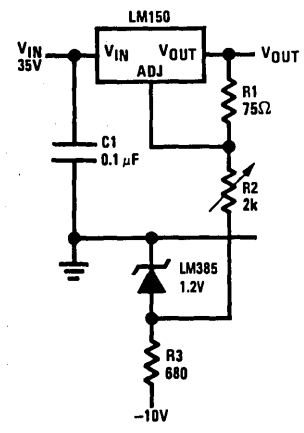 LM150
VIN
35V
VIN
VOUT
ADJ
VOUT
R1
75Ω
C1
0.1 μF
R2
2k
LM385
1.2V
R3
680
−10V